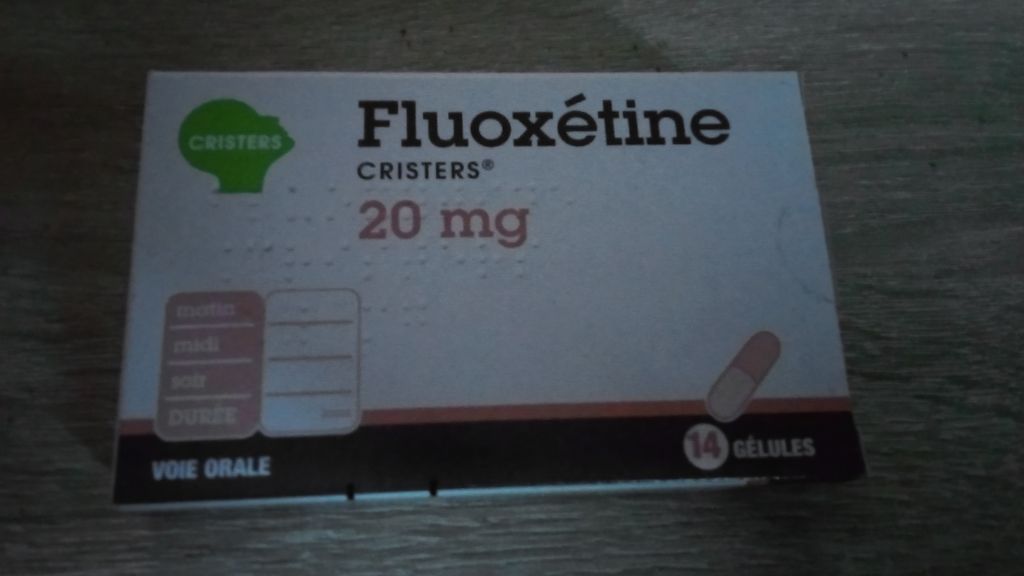 CRISTERS
Fluoxétine
CRISTERS®
20 mg
matin
midi
soir
DURÉE
VOIE ORALE
14 GÉLULES